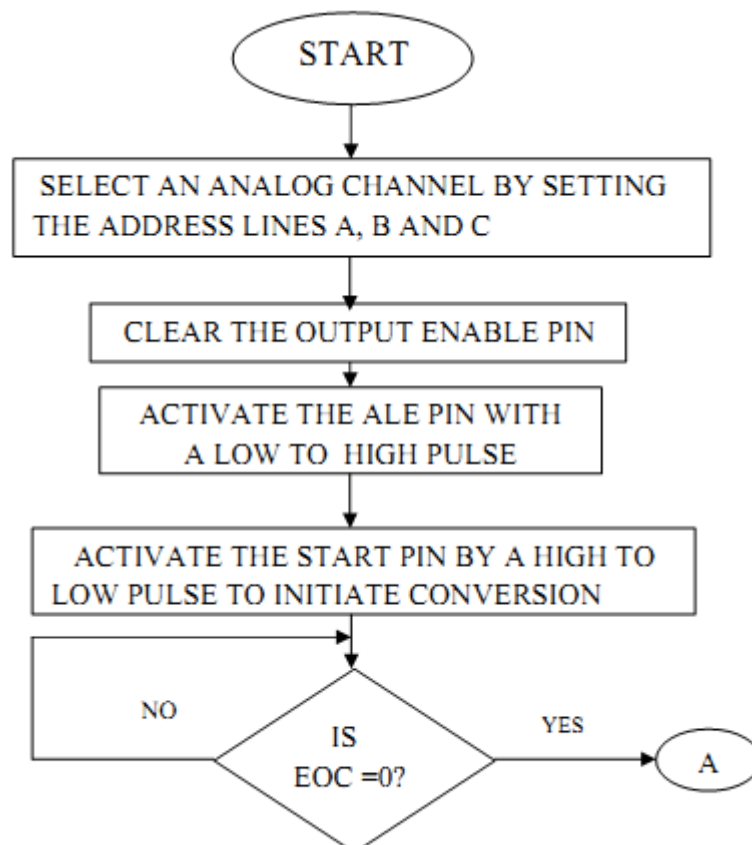 START
SELECT AN ANALOG CHANNEL BY SETTING
THE ADDRESS LINES A, B AND C
CLEAR THE OUTPUT ENABLE PIN
ACTIVATE THE ALE PIN WITH
A LOW TO HIGH PULSE
ACTIVATE THE START PIN BY A HIGH TO
LOW PULSE TO INITIATE CONVERSION
NO
IS
EOC =0?
YES
A